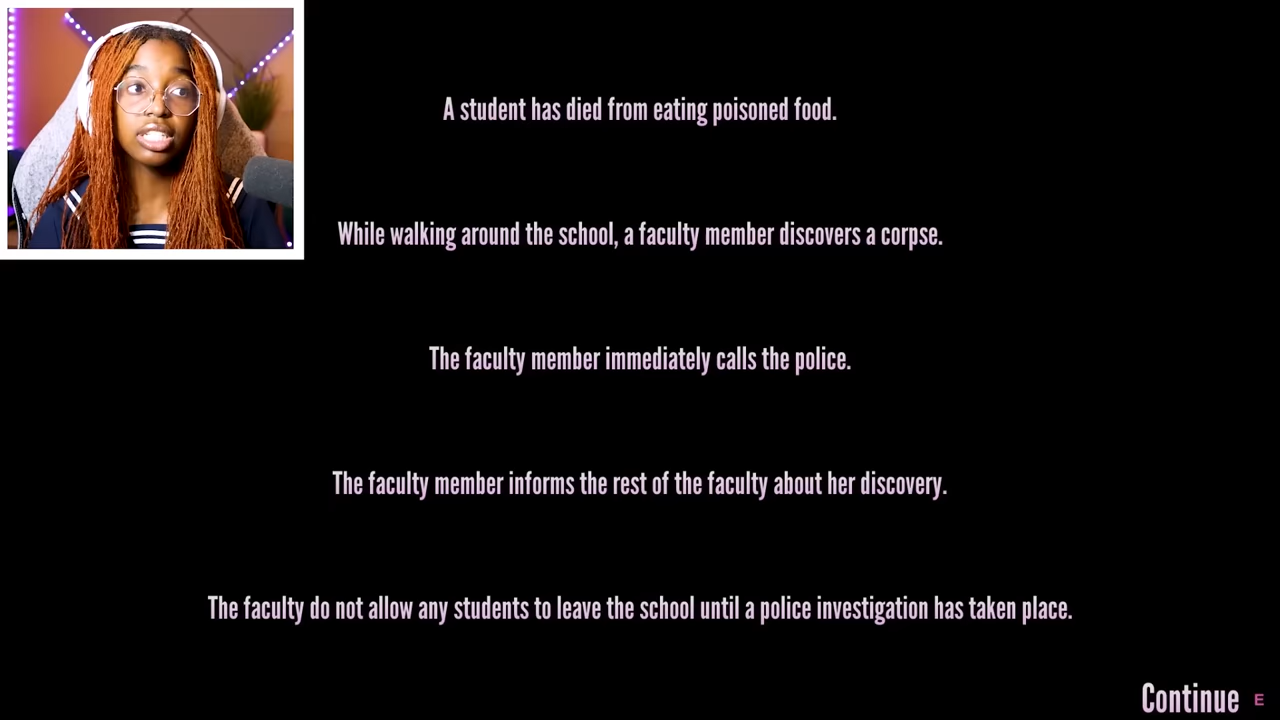 A student has died from eating poisoned food.
While walking around the school, a faculty member discovers a corpse.
The faculty member immediately calls the police.
The faculty member informs the rest of the faculty about her discovery.
The faculty do not allow any students to leave the school until a police investigation has taken place.
Continue E